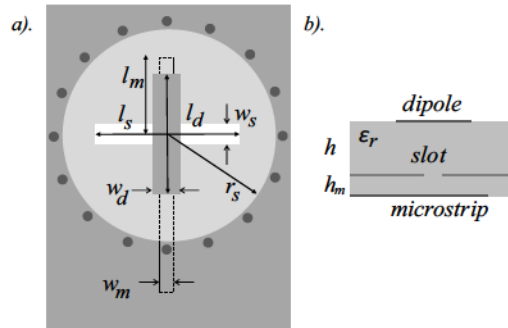 a).
b).
l_m
w_s
l_s
l_d
w_d
r_s
w_m
dipole
ε_r
h
slot
h_m
microstrip